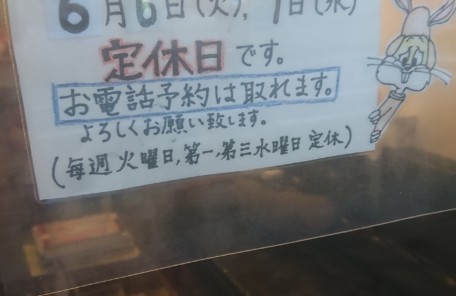 6月6日(火), 7日(水)
定休日です。
お電話予約は取れます。
よろしくお願い致します。
(毎週火曜日,第一,第三水曜日定休)